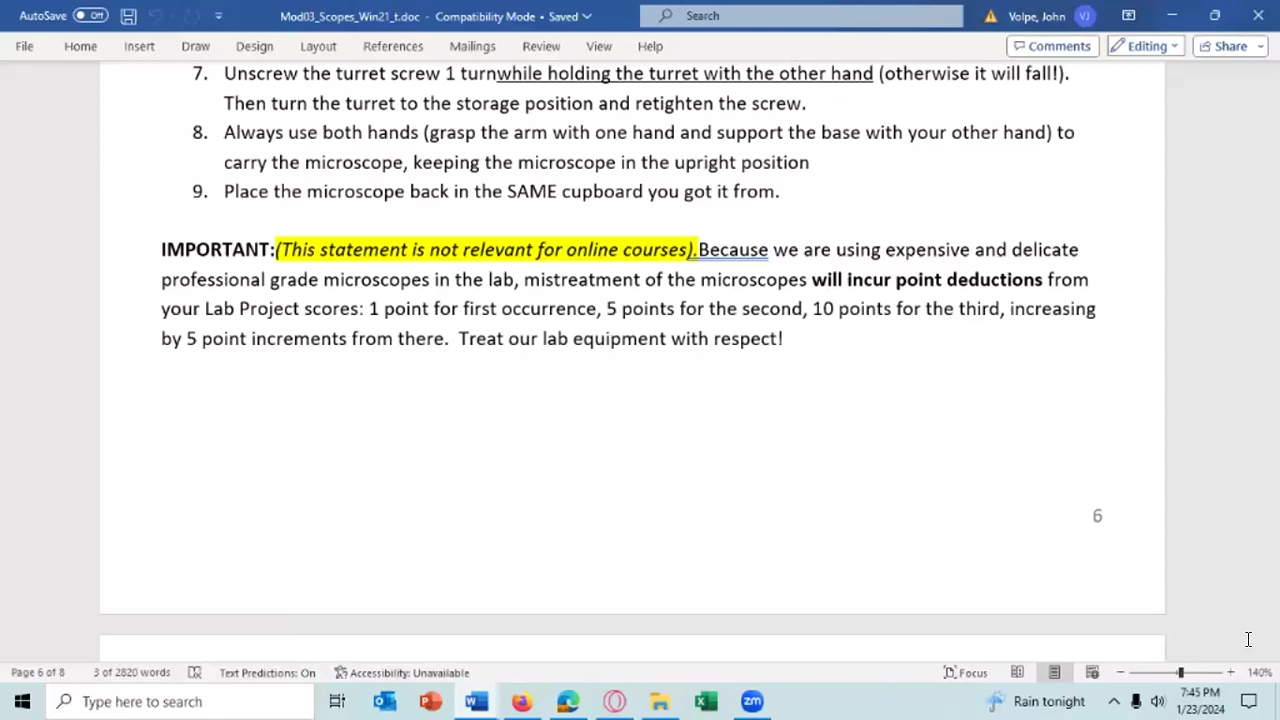 AutoSave Off Mod03_Scopes_Win21_t.doc - Compatibility Mode • Saved Search Volpe, John VJ
File Home Insert Draw Design Layout References Mailings Review View Help Comments Editing Share
7. Unscrew the turret screw 1 turnwhile holding the turret with the other hand (otherwise it will fall!).
Then turn the turret to the storage position and retighten the screw.
8. Always use both hands (grasp the arm with one hand and support the base with your other hand) to
carry the microscope, keeping the microscope in the upright position
9. Place the microscope back in the SAME cupboard you got it from.
IMPORTANT:(This statement is not relevant for online courses).Because we are using expensive and delicate
professional grade microscopes in the lab, mistreatment of the microscopes will incur point deductions from
your Lab Project scores: 1 point for first occurrence, 5 points for the second, 10 points for the third, increasing
by 5 point increments from there.  Treat our lab equipment with respect!
6
Page 6 of 8 3 of 2820 words Text Predictions: On Accessibility: Unavailable Focus 140%
Type here to search Rain tonight 7:45 PM
1/23/2024